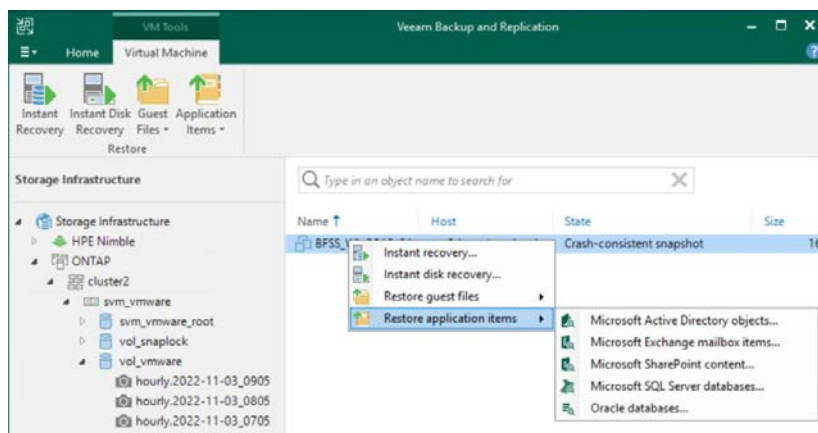 VM Tools
Veeam Backup and Replication
Home
Virtual Machine
Instant Recovery
Instant Disk Recovery
Guest Files
Application Items
Restore
Storage Infrastructure
Type in an object name to search for
Storage Infrastructure
HPE Nimble
ONTAP
cluster2
svm_vmware
svm_vmware_root
vol_snaplock
vol_vmware
hourly.2022-11-03_0905
hourly.2022-11-03_0805
hourly.2022-11-03_0705
Name
Host
State
Size
Crash-consistent snapshot
16
Instant recovery...
Instant disk recovery...
Restore guest files
Restore application items
Microsoft Active Directory objects...
Microsoft Exchange mailbox items...
Microsoft SharePoint content...
Microsoft SQL Server databases...
Oracle databases...